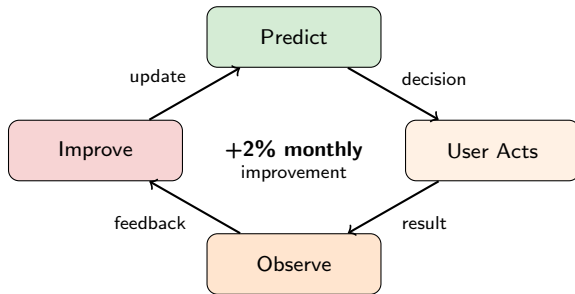 Predict
update
decision
Improve
+2% monthly
improvement
User Acts
feedback
result
Observe